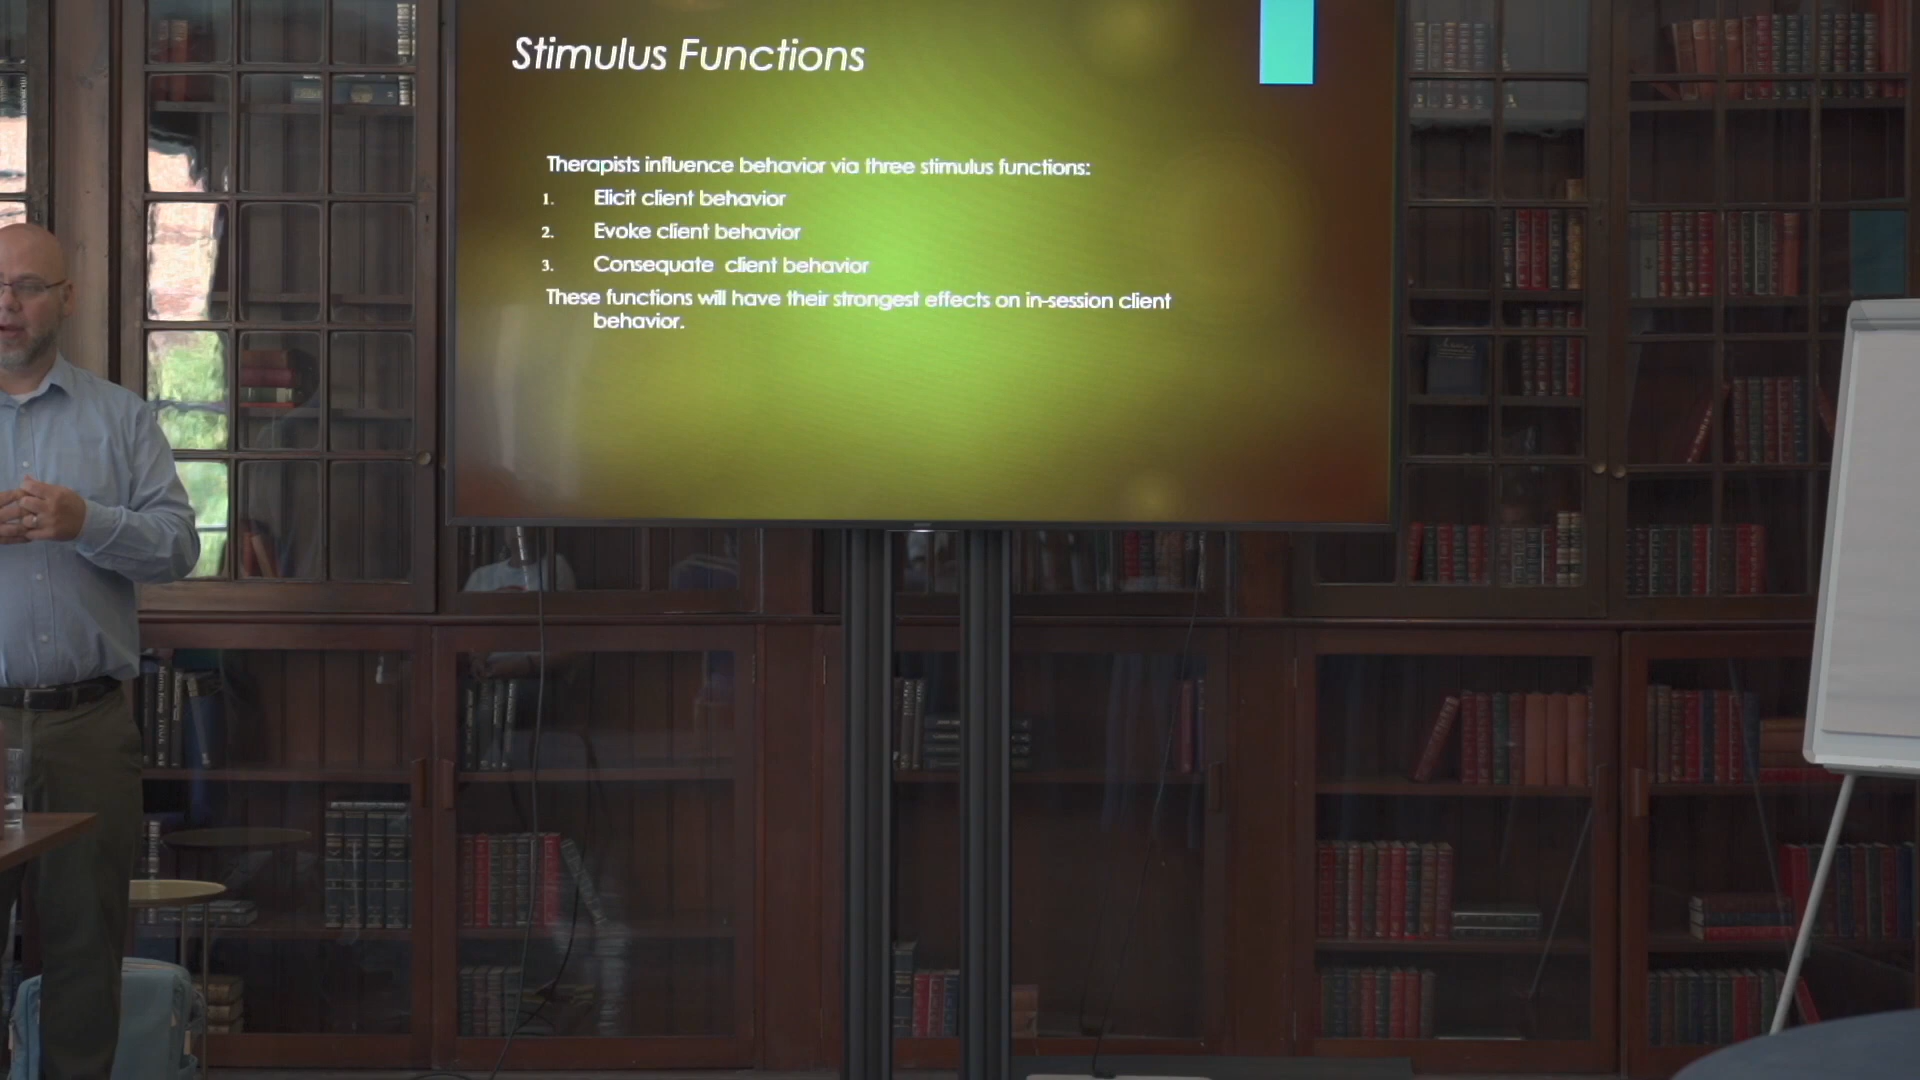 Stimulus Functions
Therapists influence behavior via three stimulus functions:
1. Elicit client behavior
2. Evoke client behavior
3. Consequate client behavior
These functions will have their strongest effects on in-session client
behavior.